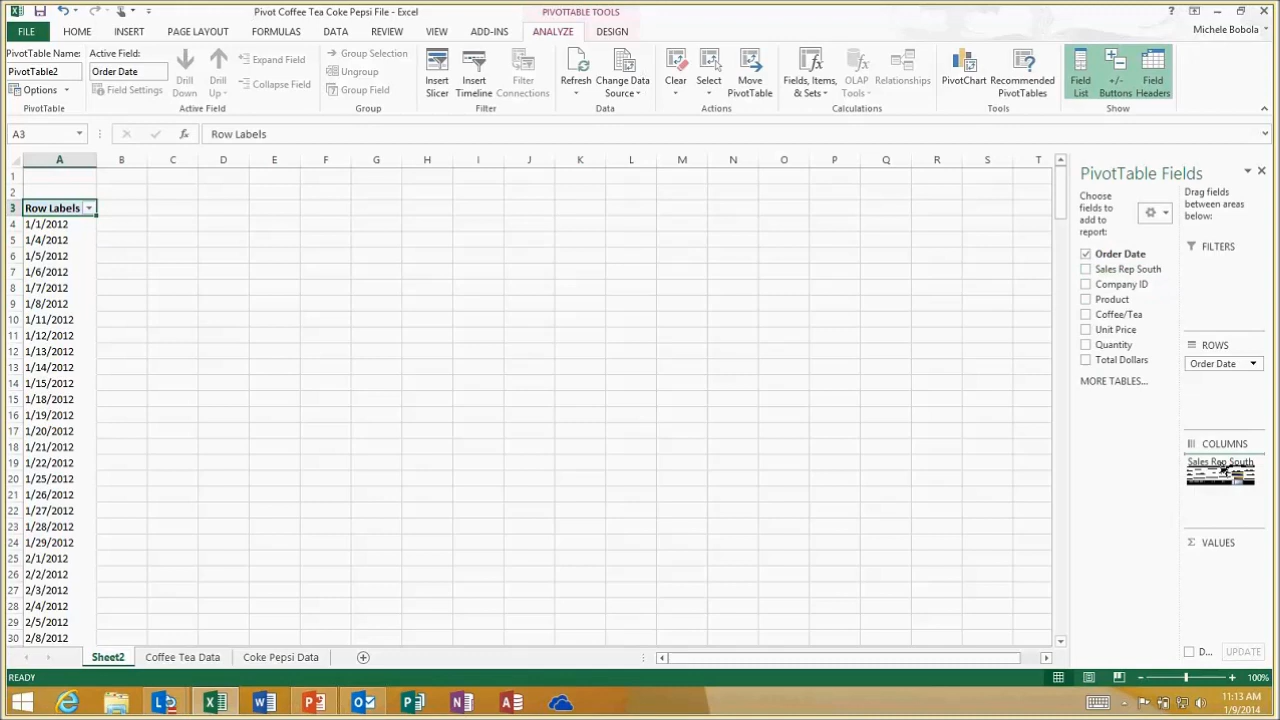 Pivot Coffee Tea Coke Pepsi File - Excel
PIVOTTABLE TOOLS
?
FILE HOME INSERT PAGE LAYOUT FORMULAS DATA REVIEW VIEW ADD-INS ANALYZE DESIGN
Michele Bobola
PivotTable Name:
PivotTable2
Options
PivotTable
Active Field:
Order Date
Field Settings
Drill Down
Drill Up
Expand Field
Collapse Field
Active Field
Group Selection
Ungroup
Group Field
Group
Insert Slicer
Insert Timeline
Filter Connections
Filter
Refresh
Change Data Source
Data
Clear
Select
Move PivotTable
Actions
Fields, Items, & Sets
OLAP Tools
Relationships
Calculations
PivotChart
Recommended PivotTables
Tools
Field List
+/- Buttons
Field Headers
Show
A3
fx
Row Labels
A B C D E F G H I J K L M N O P Q R S T
1
2
3 Row Labels
4 1/1/2012
5 1/4/2012
6 1/5/2012
7 1/6/2012
8 1/7/2012
9 1/8/2012
10 1/11/2012
11 1/12/2012
12 1/13/2012
13 1/14/2012
14 1/15/2012
15 1/18/2012
16 1/19/2012
17 1/20/2012
18 1/21/2012
19 1/22/2012
20 1/25/2012
21 1/26/2012
22 1/27/2012
23 1/28/2012
24 1/29/2012
25 2/1/2012
26 2/2/2012
27 2/3/2012
28 2/4/2012
29 2/5/2012
30 2/8/2012
PivotTable Fields
Choose
fields to
add to
report:
Order Date
Sales Rep South
Company ID
Product
Coffee/Tea
Unit Price
Quantity
Total Dollars
MORE TABLES...
Drag fields
between areas
below:
FILTERS
ROWS
Order Date
COLUMNS
Sales Rep South
Σ VALUES
D... UPDATE
Sheet2 Coffee Tea Data Coke Pepsi Data
READY
100%
11:13 AM
1/9/2014